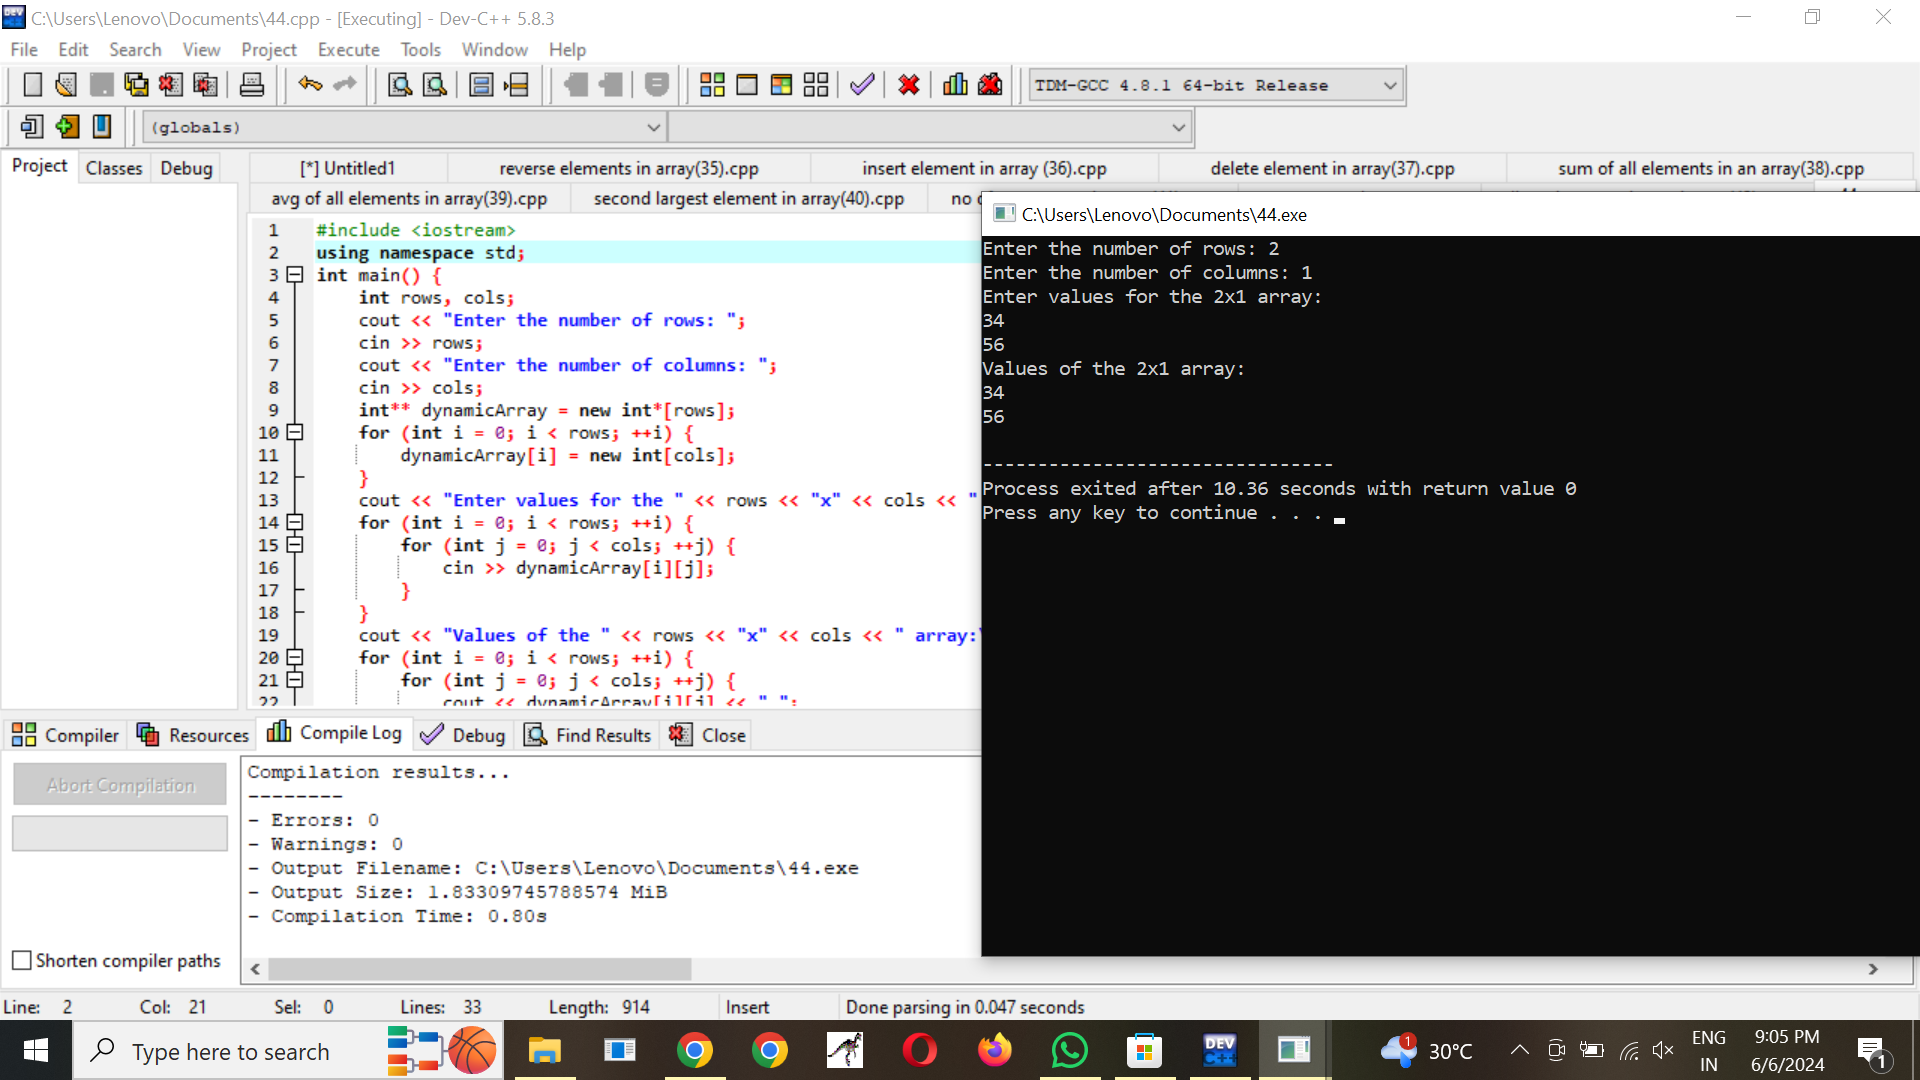 C:\Users\Lenovo\Documents\44.cpp - [Executing] - Dev-C++ 5.8.3
File Edit Search View Project Execute Tools Window Help
TDM-GCC 4.8.1 64-bit Release
(globals)
Project Classes Debug
[*] Untitled1 reverse elements in array(35).cpp insert element in array (36).cpp delete element in array(37).cpp sum of all elements in an array(38).cpp
avg of all elements in array(39).cpp second largest element in array(40).cpp no
1 #include <iostream>
2 using namespace std;
3 int main() {
4 int rows, cols;
5 cout << "Enter the number of rows: ";
6 cin >> rows;
7 cout << "Enter the number of columns: ";
8 cin >> cols;
9 int** dynamicArray = new int*[rows];
10 for (int i = 0; i < rows; ++i) {
11 dynamicArray[i] = new int[cols];
12 }
13 cout << "Enter values for the " << rows << "x" << cols << "
14 for (int i = 0; i < rows; ++i) {
15 for (int j = 0; j < cols; ++j) {
16 cin >> dynamicArray[i][j];
17 }
18 }
19 cout << "Values of the " << rows << "x" << cols << " array:\
20 for (int i = 0; i < rows; ++i) {
21 for (int j = 0; j < cols; ++j) {
22 cout << dynamicArray[i][j] << " ";
C:\Users\Lenovo\Documents\44.exe
Enter the number of rows: 2
Enter the number of columns: 1
Enter values for the 2x1 array:
34
56
Values of the 2x1 array:
34
56
--------------------------------
Process exited after 10.36 seconds with return value 0
Press any key to continue . . .
Compiler Resources Compile Log Debug Find Results Close
Abort Compilation
Shorten compiler paths
Compilation results...
--------
- Errors: 0
- Warnings: 0
- Output Filename: C:\Users\Lenovo\Documents\44.exe
- Output Size: 1.83309745788574 MiB
- Compilation Time: 0.80s
Line: 2 Col: 21 Sel: 0 Lines: 33 Length: 914 Insert Done parsing in 0.047 seconds
Type here to search
DEV C++
1
30°C
ENG
IN
9:05 PM
6/6/2024
1